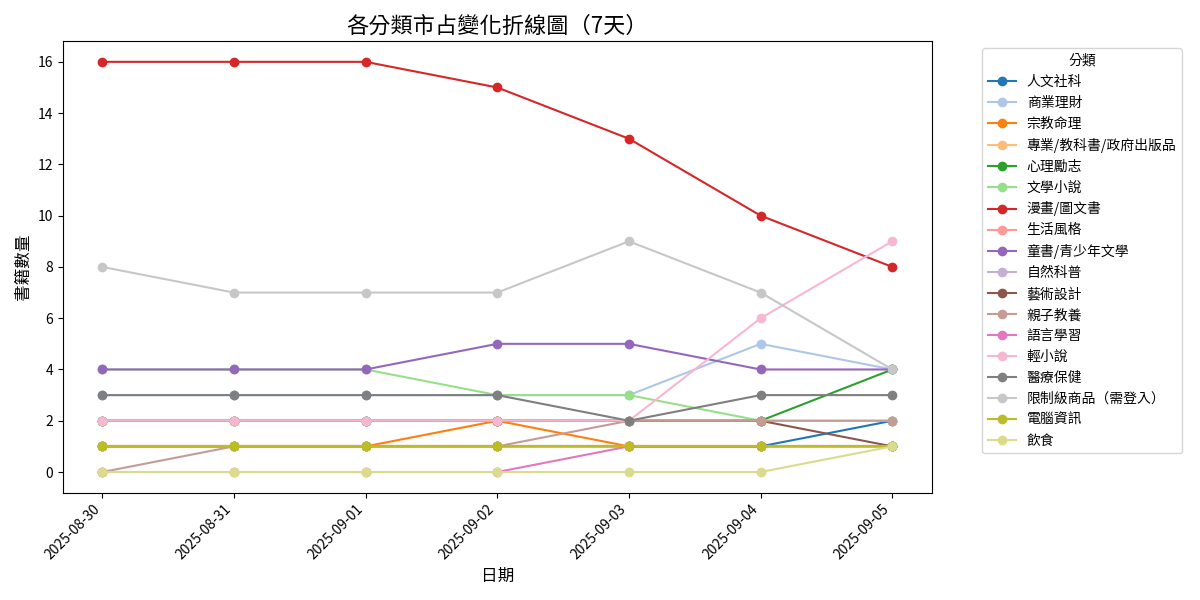 各分類市占變化折線圖（7天）
書籍數量
16
14
12
10
8
6
4
2
0
2025-08-30
2025-08-31
2025-09-01
2025-09-02
2025-09-03
2025-09-04
2025-09-05
日期
分類
人文社科
商業理財
宗教命理
專業/教科書/政府出版品
心理勵志
文學小說
漫畫/圖文書
生活風格
童書/青少年文學
自然科普
藝術設計
親子教養
語言學習
輕小說
醫療保健
限制級商品（需登入）
電腦資訊
飲食